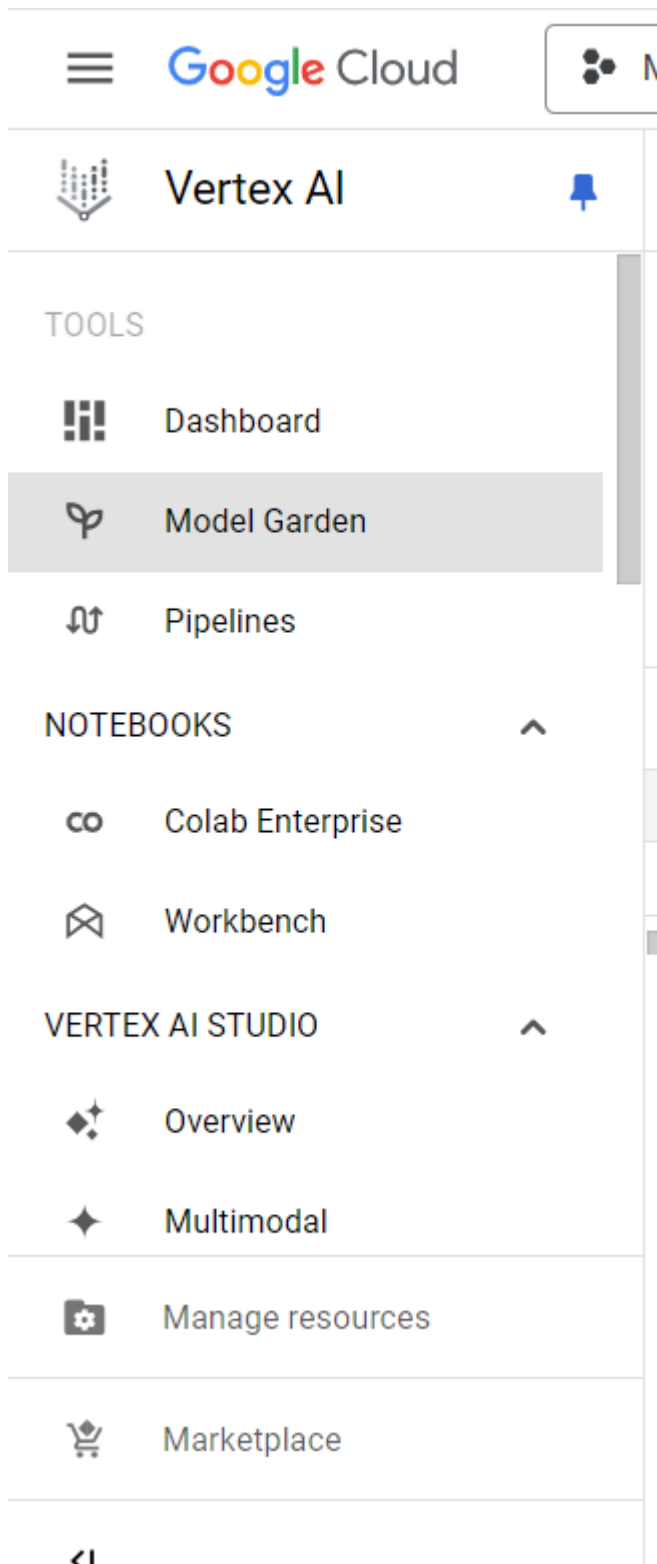 Google Cloud
Vertex AI
TOOLS
Dashboard
Model Garden
Pipelines
NOTEBOOKS
Colab Enterprise
Workbench
VERTEX AI STUDIO
Overview
Multimodal
Manage resources
Marketplace